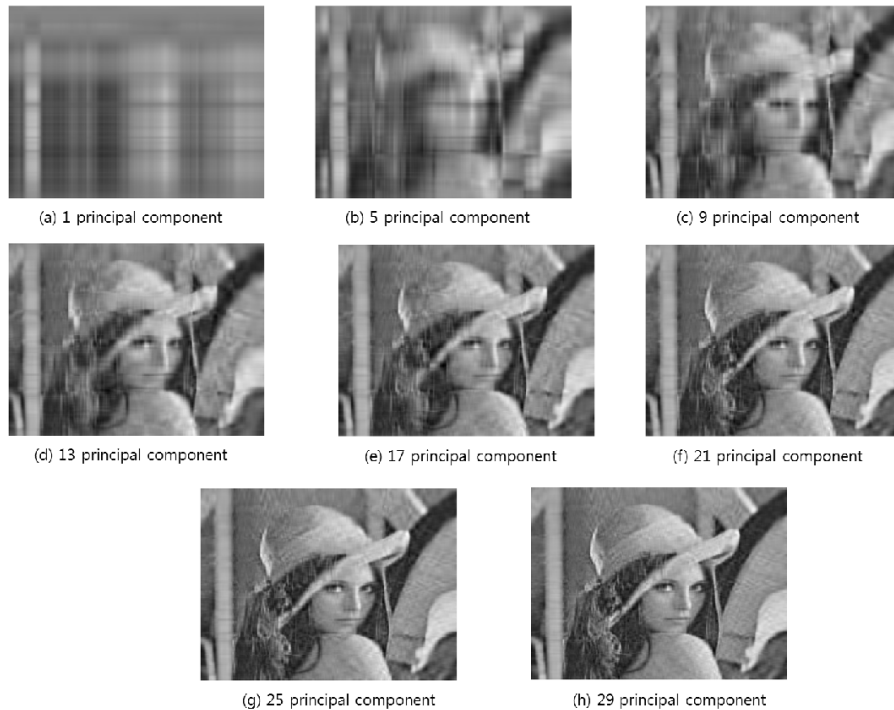 (a) 1 principal component
(b) 5 principal component
(c) 9 principal component
(d) 13 principal component
(e) 17 principal component
(f) 21 principal component
(g) 25 principal component
(h) 29 principal component